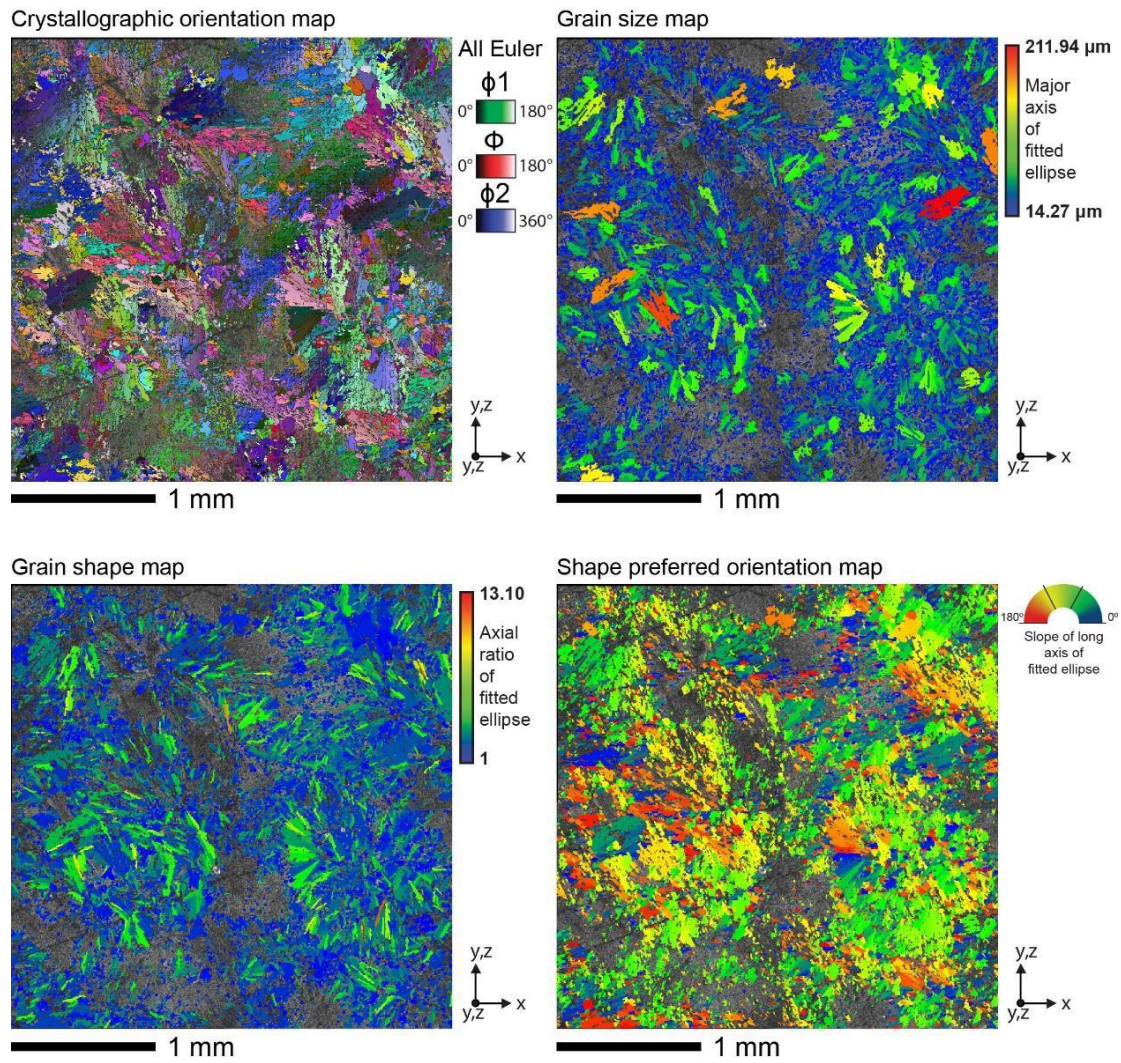 Crystallographic orientation map
All Euler
ϕ1
0° 180°
Φ
0° 180°
ϕ2
0° 360°
y,z
y,z x
1 mm
Grain size map
211.94 µm
Major
axis
of
fitted
ellipse
14.27 µm
y,z
y,z x
1 mm
Grain shape map
13.10
Axial
ratio
of
fitted
ellipse
1
y,z
y,z x
1 mm
Shape preferred orientation map
180° 0°
Slope of long
axis of
fitted ellipse
y,z
y,z x
1 mm